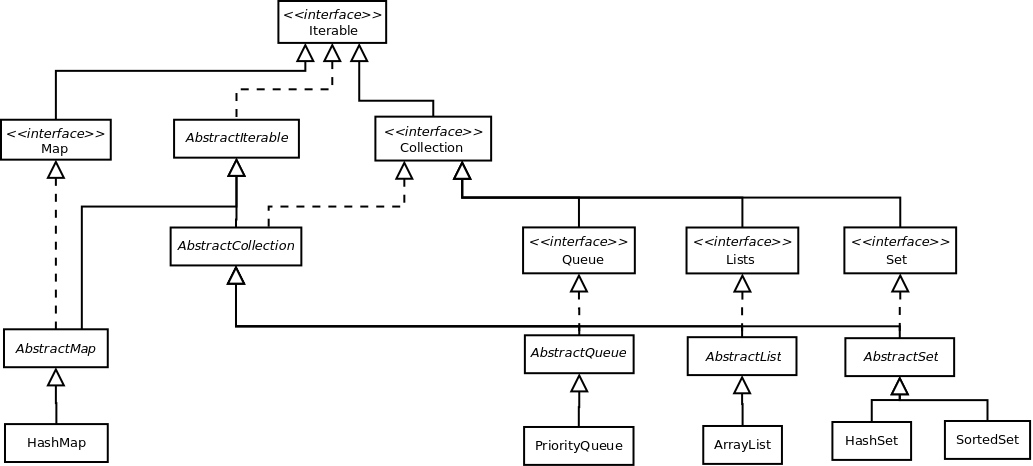 <<interface>>
Iterable
<<interface>>
Map
AbstractIterable
<<interface>>
Collection
AbstractCollection
<<interface>>
Queue
<<interface>>
Lists
<<interface>>
Set
AbstractMap
AbstractQueue
AbstractList
AbstractSet
HashMap
PriorityQueue
ArrayList
HashSet
SortedSet